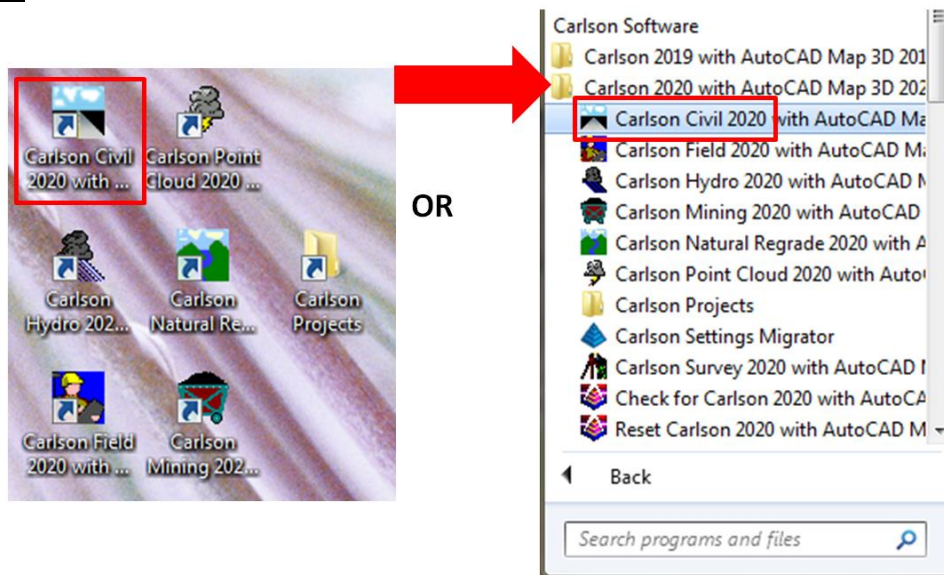 Carlson Civil
2020 with ...
Carlson Point
Cloud 2020 ...
Carlson
Hydro 202...
Carlson
Natural Re...
Carlson
Projects
Carlson Field
2020 with ...
Carlson
Mining 202...
OR
Carlson Software
Carlson 2019 with AutoCAD Map 3D 201
Carlson 2020 with AutoCAD Map 3D 202
Carlson Civil 2020 with AutoCAD Ma
Carlson Field 2020 with AutoCAD Ma
Carlson Hydro 2020 with AutoCAD
Carlson Mining 2020 with AutoCAD
Carlson Natural Regrade 2020 with A
Carlson Point Cloud 2020 with Auto
Carlson Projects
Carlson Settings Migrator
Carlson Survey 2020 with AutoCAD
Check for Carlson 2020 with AutoCA
Reset Carlson 2020 with AutoCAD M
Back
Search programs and files